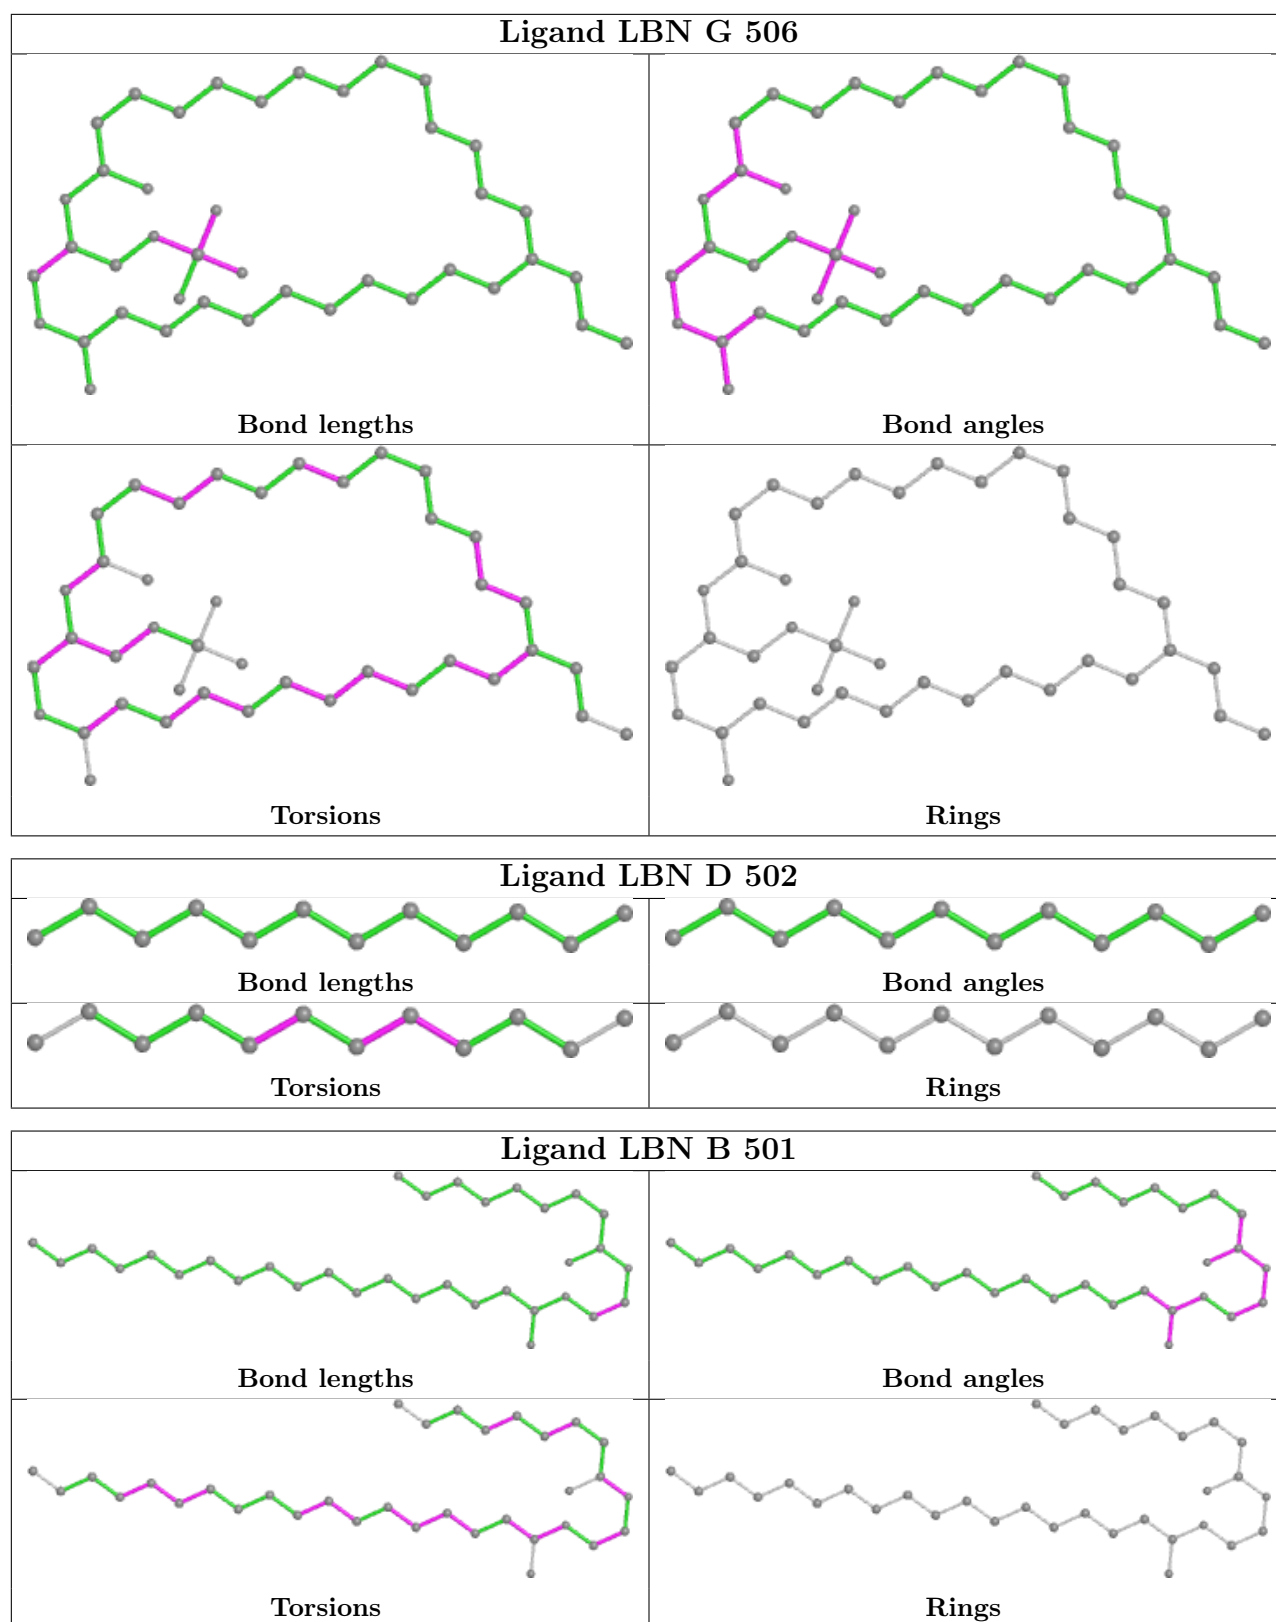 Ligand LBN G 506
Bond lengths
Bond angles
Torsions
Rings
Ligand LBN D 502
Bond lengths
Bond angles
Torsions
Rings
Ligand LBN B 501
Bond lengths
Bond angles
Torsions
Rings